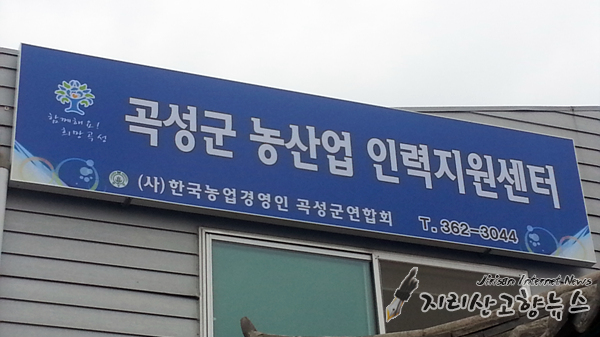 함께해요!
희망곡성
곡성군 농산업 인력지원센터
(사)한국농업경영인 곡성군연합회
T. 362-3044
Jirisan Internet News
지리산고향뉴스